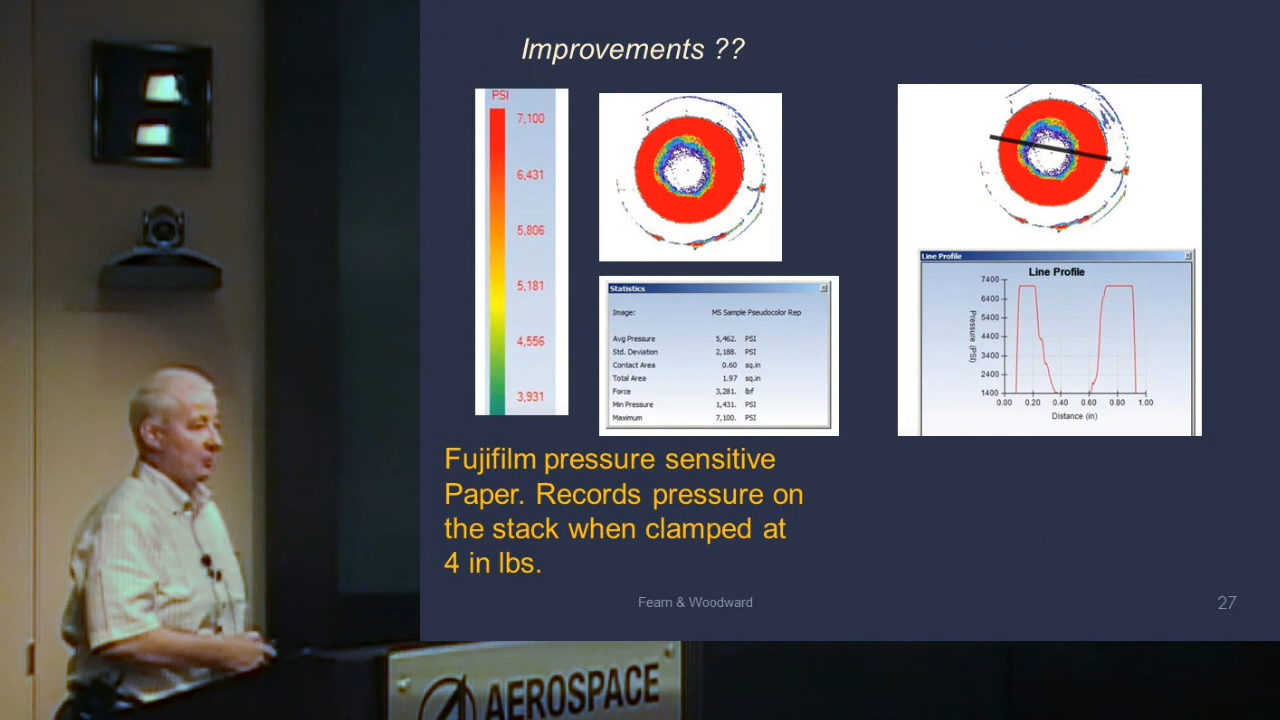 Improvements ??
PSI
7,100
6,431
5,806
5,181
4,556
3,931
Statistics
Image: MS Sample Pseudocolor Rep
Avg Pressure 5,462. PSI
Std. Deviation 2,188. PSI
Contact Area 0.60 sq.in
Total Area 1.97 sq.in
Force 3,281. lbf
Min Pressure 1,431. PSI
Maximum 7,100. PSI
Line Profile
Line Profile
7400
6400
5400
4400
3400
2400
1400
Pressure (PSI)
0.00 0.20 0.40 0.60 0.80 1.00
Distance (in)
Fujifilm pressure sensitive
Paper. Records pressure on
the stack when clamped at
4 in lbs.
Fearn & Woodward
27
AEROSPACE